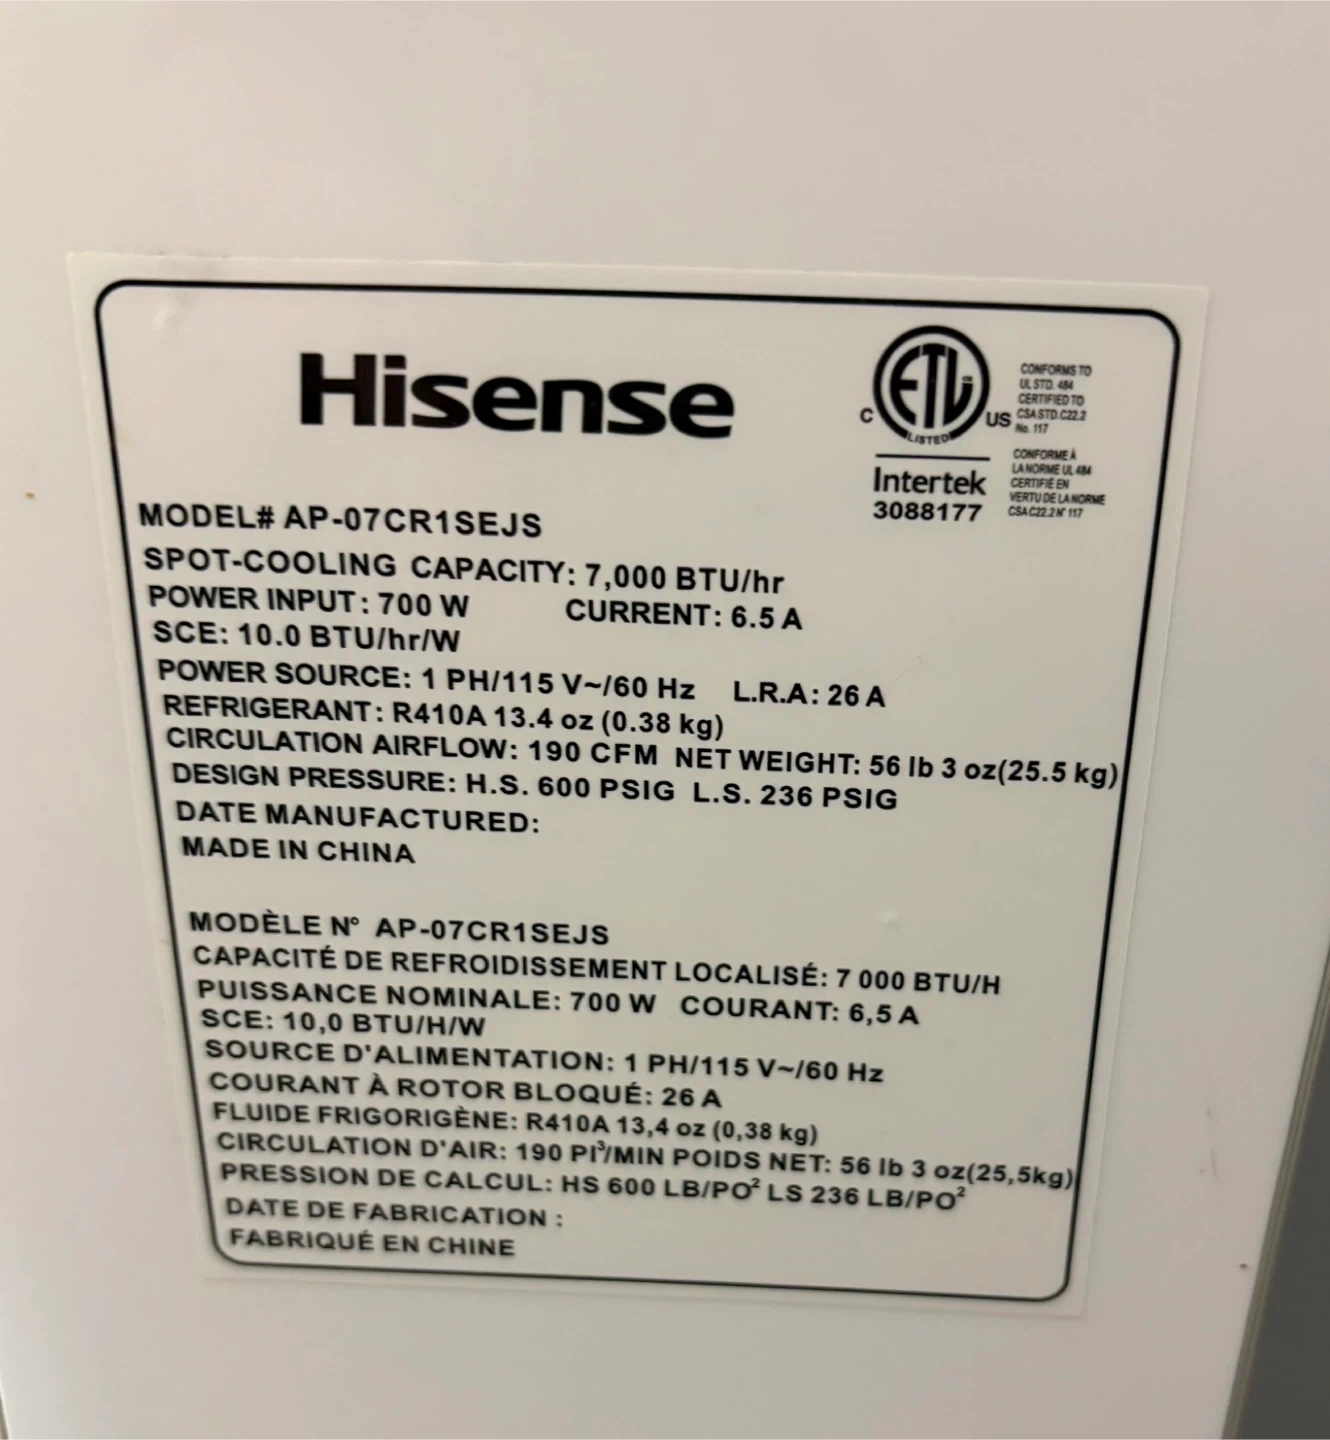 Hisense
C ETL US
LISTED
CONFORMS TO
UL STD. 484
CERTIFIED TO
CSA STD.C22.2
No. 117
Intertek
3088177
CONFORME À
LA NORME UL 484
CERTIFIÉ EN
VERTU DE LA NORME
CSA C22.2 N° 117
MODEL# AP-07CR1SEJS
SPOT-COOLING CAPACITY: 7,000 BTU/hr
POWER INPUT: 700 W CURRENT: 6.5 A
SCE: 10.0 BTU/hr/W
POWER SOURCE: 1 PH/115 V~/60 Hz L.R.A: 26 A
REFRIGERANT: R410A 13.4 oz (0.38 kg)
CIRCULATION AIRFLOW: 190 CFM NET WEIGHT: 56 lb 3 oz(25.5 kg)
DESIGN PRESSURE: H.S. 600 PSIG L.S. 236 PSIG
DATE MANUFACTURED:
MADE IN CHINA
MODÈLE N° AP-07CR1SEJS
CAPACITÉ DE REFROIDISSEMENT LOCALISÉ: 7 000 BTU/H
PUISSANCE NOMINALE: 700 W COURANT: 6,5 A
SCE: 10,0 BTU/H/W
SOURCE D'ALIMENTATION: 1 PH/115 V~/60 Hz
COURANT À ROTOR BLOQUÉ: 26 A
FLUIDE FRIGORIGÈNE: R410A 13,4 oz (0,38 kg)
CIRCULATION D'AIR: 190 PI³/MIN POIDS NET: 56 lb 3 oz(25,5kg)
PRESSION DE CALCUL: HS 600 LB/PO² LS 236 LB/PO²
DATE DE FABRICATION :
FABRIQUÉ EN CHINE